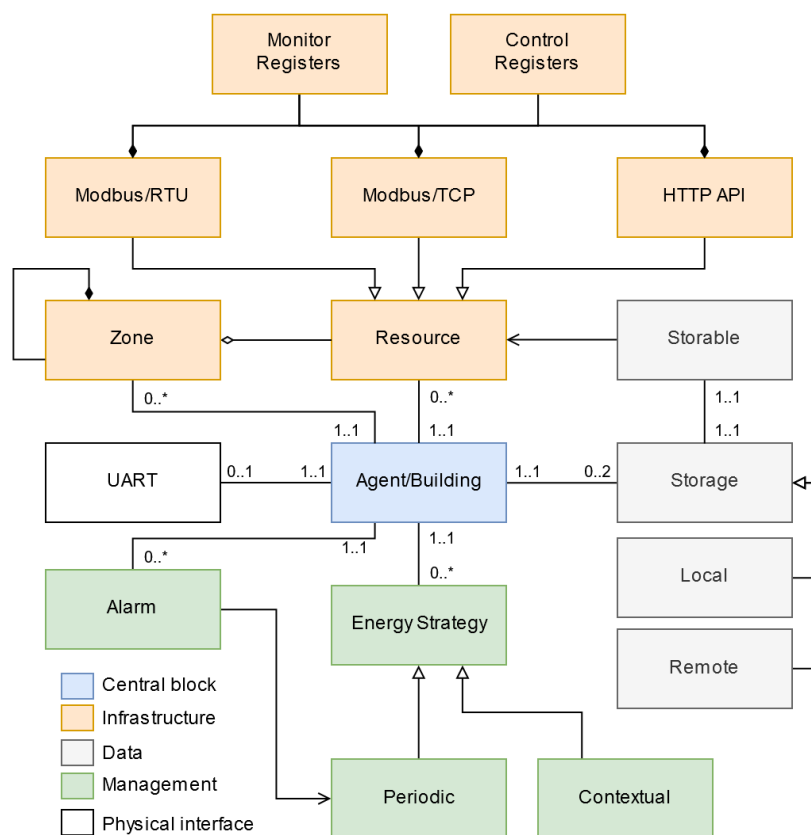 Monitor
Registers
Control
Registers
Modbus/RTU
Modbus/TCP
HTTP API
Zone
Resource
Storable
0..*
0..*
1..1
1..1
1..1
1..1
UART
0..1
1..1
Agent/Building
1..1
0..2
Storage
0..*
1..1
1..1
0..*
Alarm
Energy Strategy
Local
Remote
Central block
Infrastructure
Data
Management
Physical interface
Periodic
Contextual